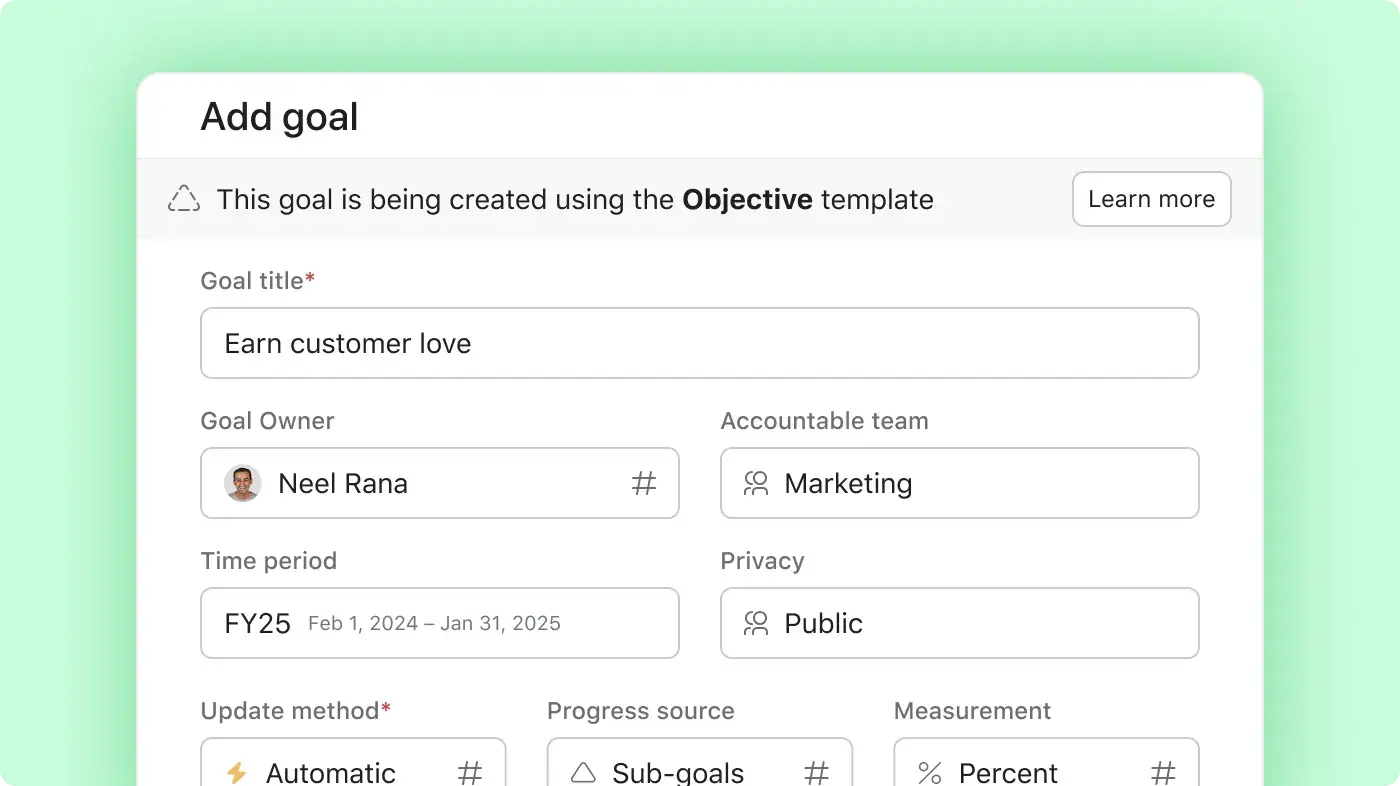 Add goal
This goal is being created using the Objective template
Learn more
Goal title*
Earn customer love
Goal Owner
Accountable team
Neel Rana #
Marketing
Time period
Privacy
FY25 Feb 1, 2024 – Jan 31, 2025
Public
Update method*
Progress source
Measurement
Automatic #
Sub-goals #
% Percent #